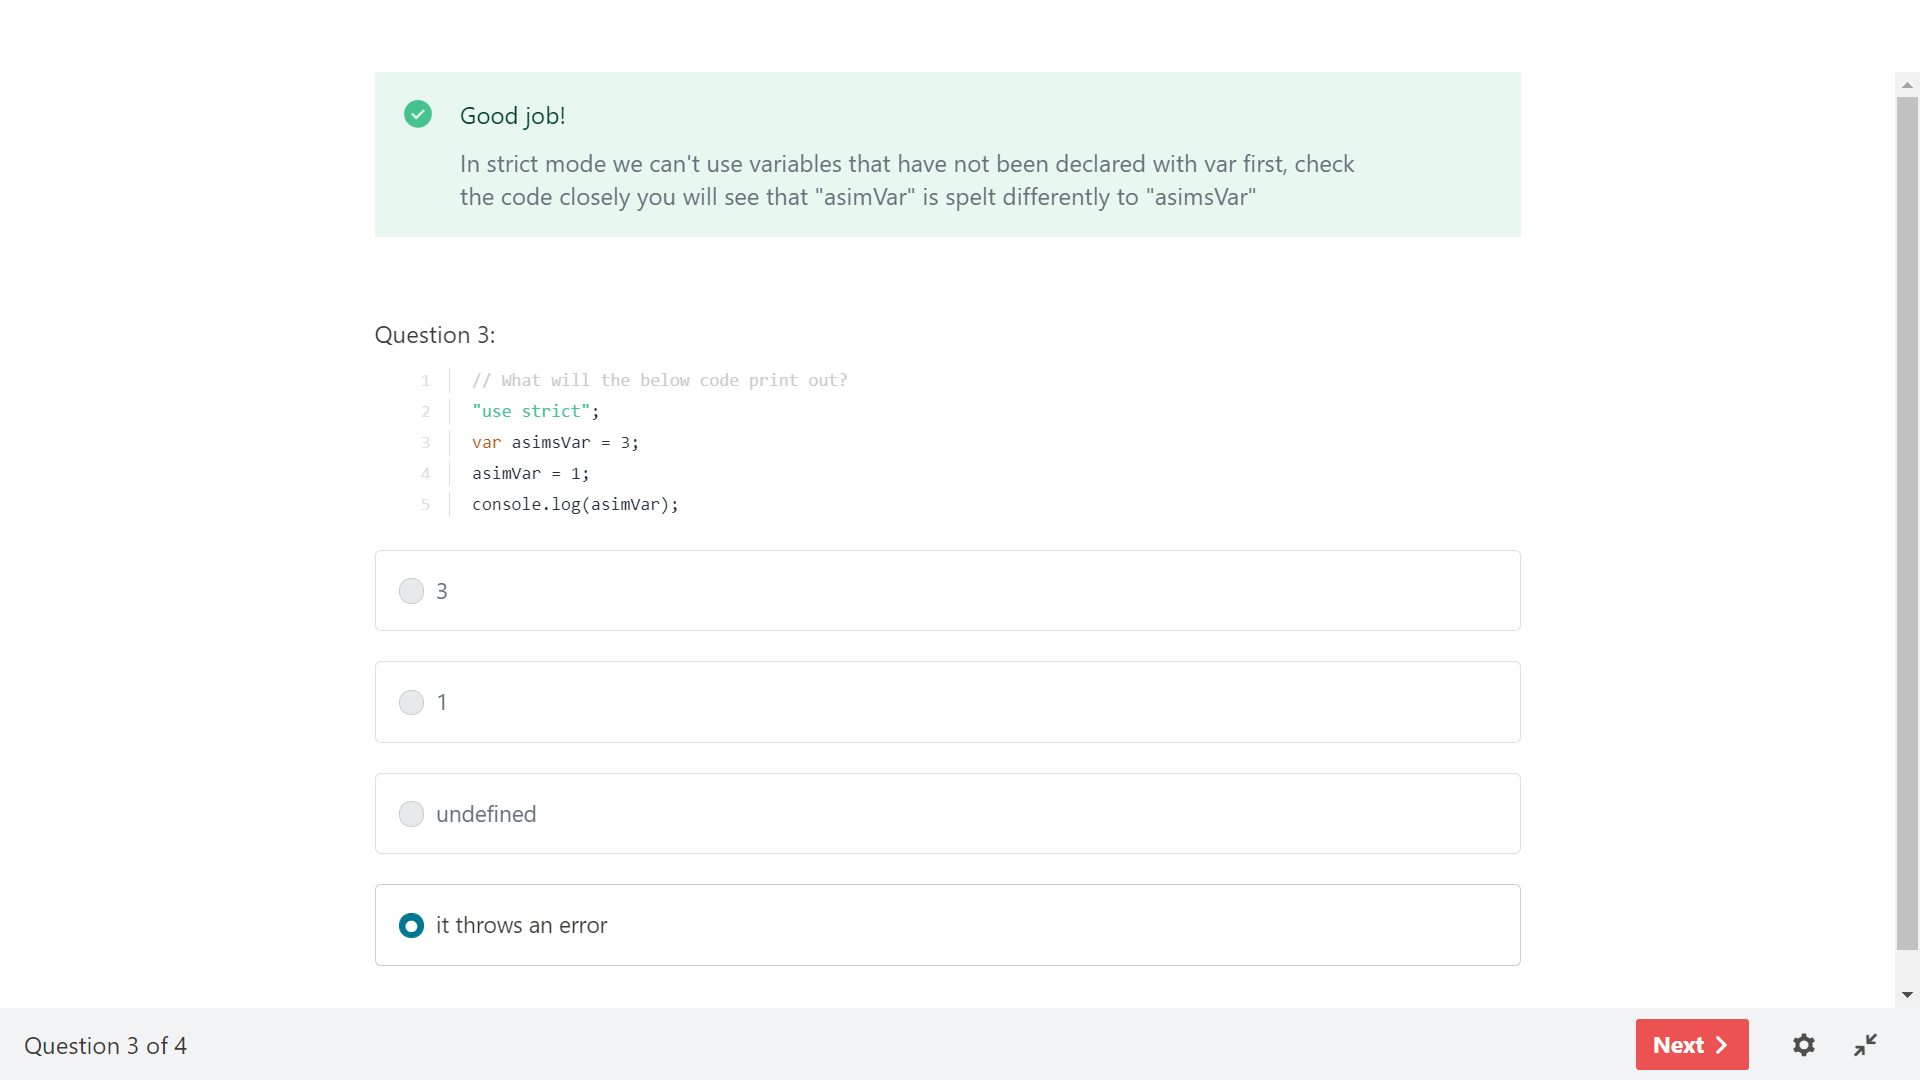 Good job!
In strict mode we can't use variables that have not been declared with var first, check
the code closely you will see that "asimVar" is spelt differently to "asimsVar"
Question 3:
1 // What will the below code print out?
2 "use strict";
3 var asimsVar = 3;
4 asimVar = 1;
5 console.log(asimVar);
3
1
undefined
it throws an error
Question 3 of 4
Next